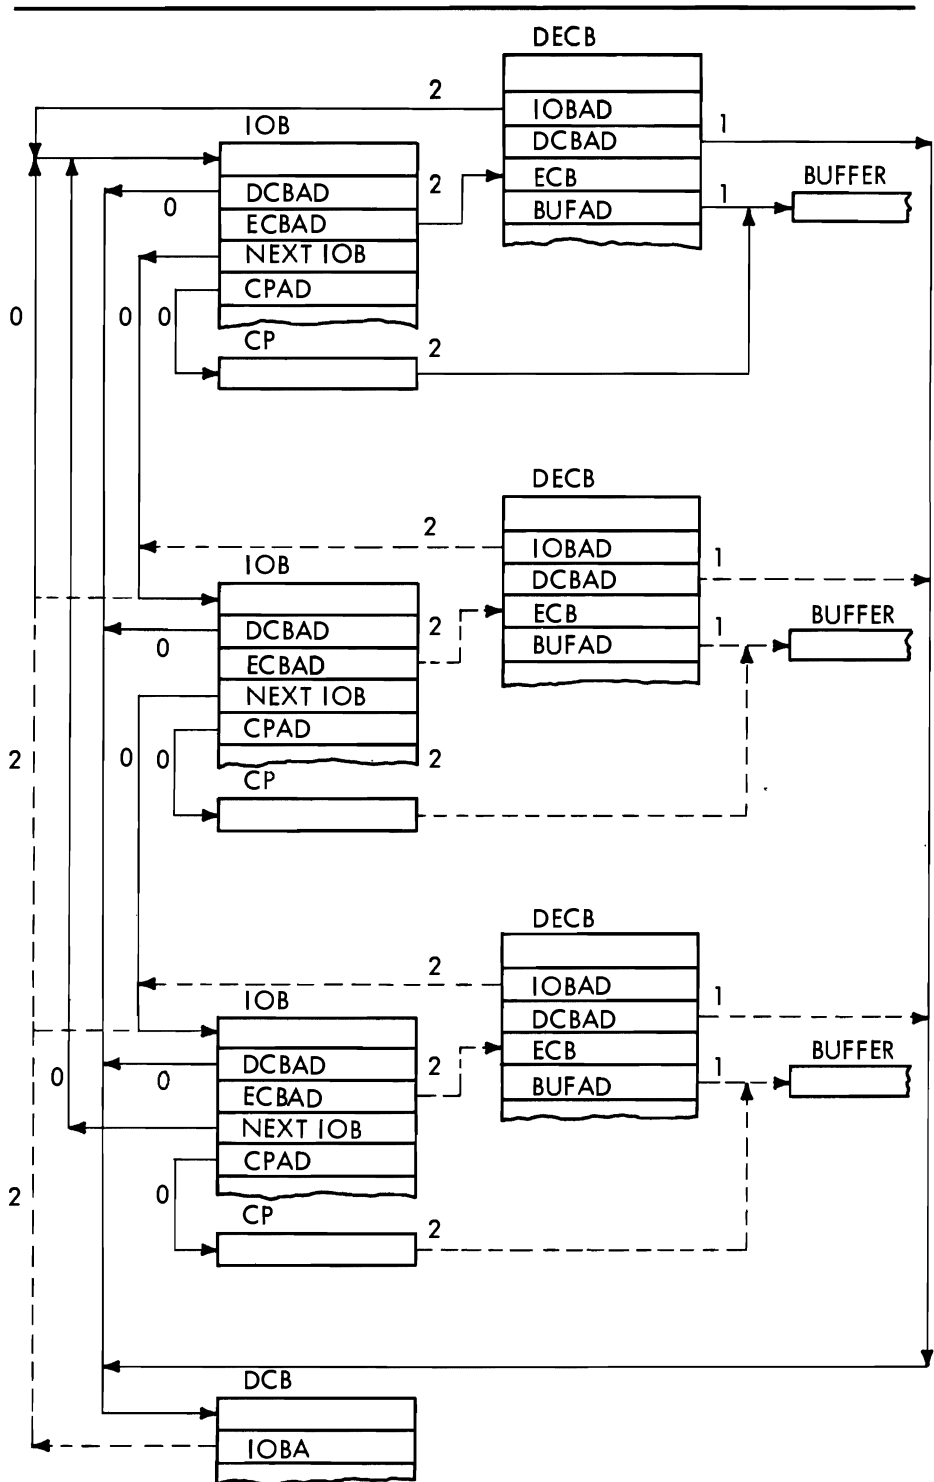 DECB
2
IOBAD
1
IOB
DCBAD
2
ECB
1
BUFFER
DCBAD
0
BUFAD
ECBAD
NEXT IOB
CPAD
0
0
0
CP
2
DECB
2
IOBAD
1
IOB
DCBAD
2
ECB
1
BUFFER
DCBAD
0
BUFAD
ECBAD
NEXT IOB
CPAD
2
0
0
2
CP
DECB
2
IOBAD
1
IOB
DCBAD
2
ECB
1
BUFFER
DCBAD
0
0
BUFAD
ECBAD
NEXT IOB
CPAD
2
0
CP
2
DCB
IOBA